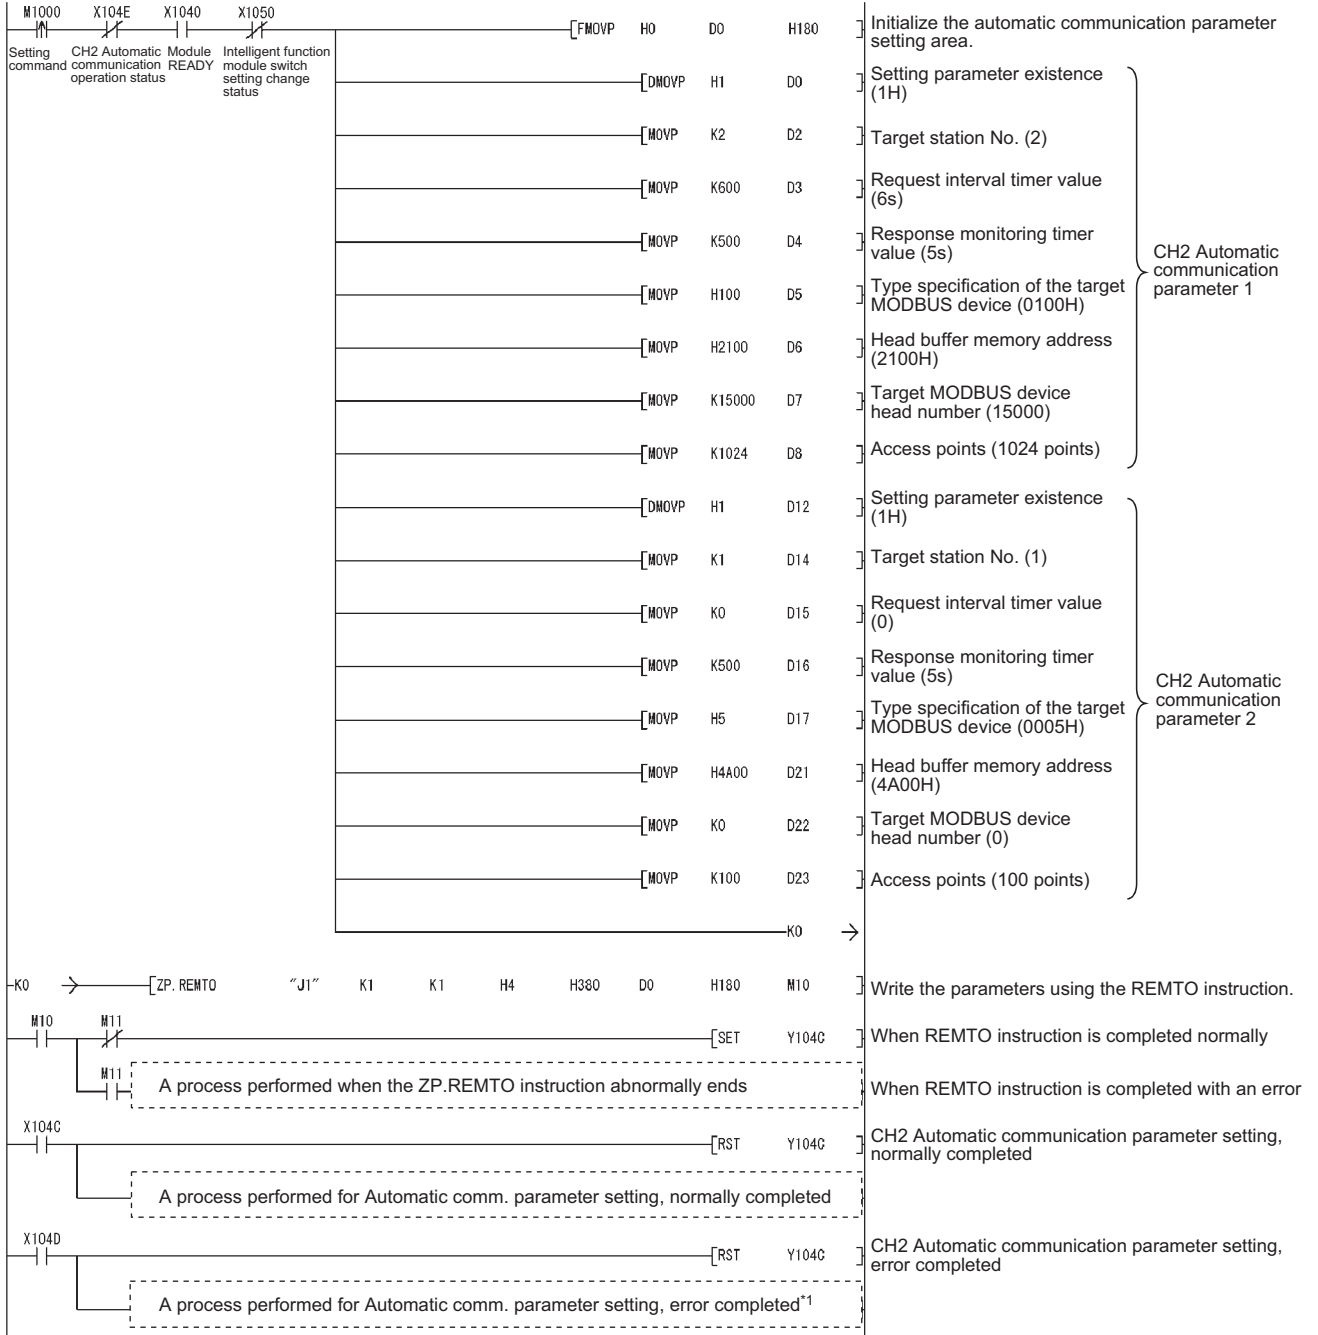 M1000 X104E X1040 X1050
Setting command
CH2 Automatic communication operation status
Module READY
Intelligent function module switch setting change status
[FMOVP H0 D0 H180 ]
Initialize the automatic communication parameter
setting area.
[DMOVP H1 D0 ]
Setting parameter existence
(1H)
[MOVP K2 D2 ]
Target station No. (2)
[MOVP K600 D3 ]
Request interval timer value
(6s)
[MOVP K500 D4 ]
Response monitoring timer
value (5s)
[MOVP H100 D5 ]
Type specification of the target
MODBUS device (0100H)
[MOVP H2100 D6 ]
Head buffer memory address
(2100H)
[MOVP K15000 D7 ]
Target MODBUS device
head number (15000)
[MOVP K1024 D8 ]
Access points (1024 points)
CH2 Automatic
communication
parameter 1
[DMOVP H1 D12 ]
Setting parameter existence
(1H)
[MOVP K1 D14 ]
Target station No. (1)
[MOVP K0 D15 ]
Request interval timer value
(0)
[MOVP K500 D16 ]
Response monitoring timer
value (5s)
[MOVP H5 D17 ]
Type specification of the target
MODBUS device (0005H)
[MOVP H4A00 D21 ]
Head buffer memory address
(4A00H)
[MOVP K0 D22 ]
Target MODBUS device
head number (0)
[MOVP K100 D23 ]
Access points (100 points)
CH2 Automatic
communication
parameter 2
K0
K0 [ZP.REMTO "J1" K1 K1 H4 H380 D0 H180 M10 ]
Write the parameters using the REMTO instruction.
M10 M11
[SET Y104C ]
When REMTO instruction is completed normally
M11
A process performed when the ZP.REMTO instruction abnormally ends
When REMTO instruction is completed with an error
X104C
[RST Y104C ]
CH2 Automatic communication parameter setting,
normally completed
A process performed for Automatic comm. parameter setting, normally completed
X104D
[RST Y104C ]
CH2 Automatic communication parameter setting,
error completed
A process performed for Automatic comm. parameter setting, error completed*1